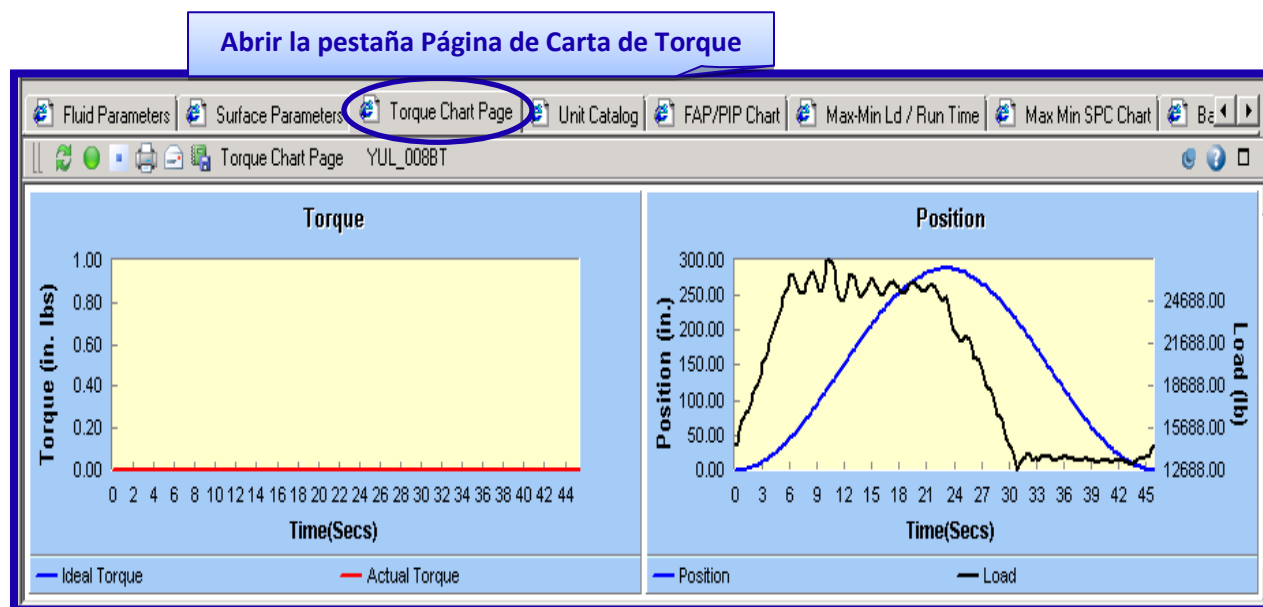 Abrir la pestaña Página de Carta de Torque
Fluid Parameters Surface Parameters Torque Chart Page Unit Catalog FAP/PIP Chart Max-Min Ld / Run Time Max Min SPC Chart Ba
Torque Chart Page YUL_008BT
Torque
1.00
0.80
0.60
0.40
0.20
0.00
Torque (in. lbs)
0 2 4 6 8 10 12 14 16 18 20 22 24 26 28 30 32 34 36 38 40 42 44
Time(Secs)
Ideal Torque Actual Torque
Position
300.00
250.00
200.00
150.00
100.00
50.00
0.00
Position (in.)
24688.00
21688.00
18688.00
15688.00
12688.00
Load (lb)
0 3 6 9 12 15 18 21 24 27 30 33 36 39 42 45
Time(Secs)
Position Load